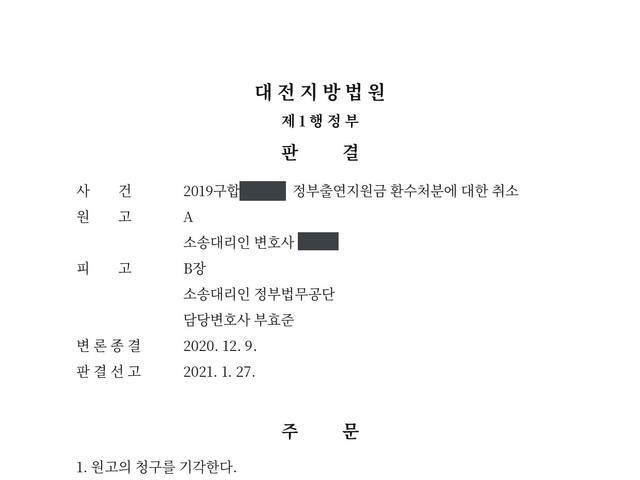 대 전 지 방 법 원
제 1 행 정 부
판 결
사 건 2019구합 정부출연지원금 환수처분에 대한 취소
원 고 A
소송대리인 변호사
피 고 B장
소송대리인 정부법무공단
담당변호사 부효준
변 론 종 결 2020. 12. 9.
판 결 선 고 2021. 1. 27.
주 문
1. 원고의 청구를 기각한다.